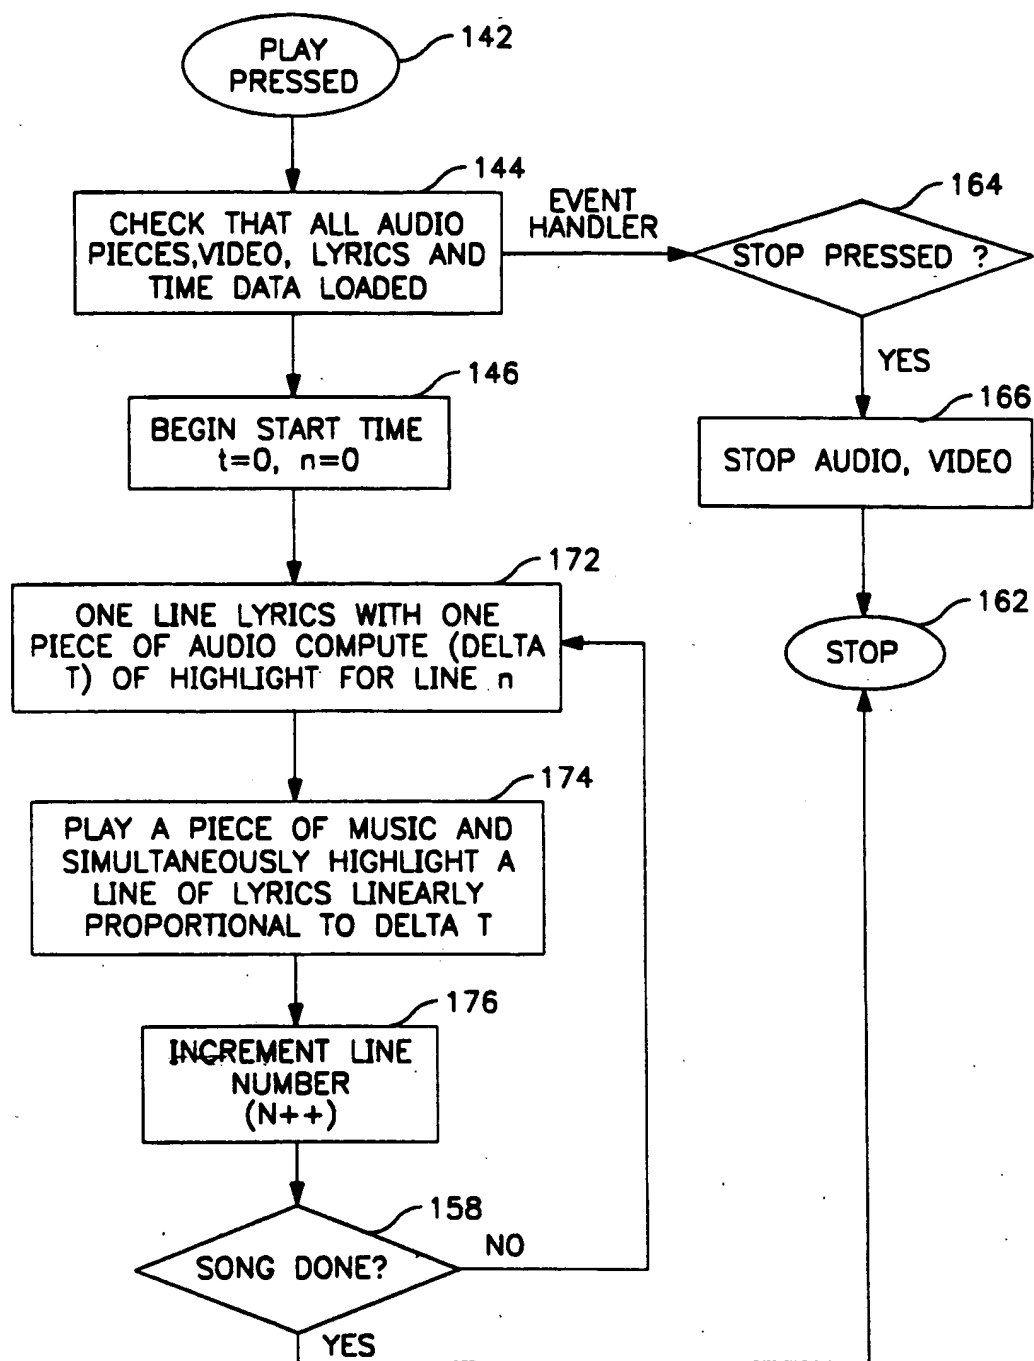 PLAY
PRESSED
142
144
CHECK THAT ALL AUDIO
PIECES,VIDEO, LYRICS AND
TIME DATA LOADED
EVENT
HANDLER
164
STOP PRESSED ?
YES
146
BEGIN START TIME
t=0, n=0
166
STOP AUDIO, VIDEO
172
ONE LINE LYRICS WITH ONE
PIECE OF AUDIO COMPUTE (DELTA
T) OF HIGHLIGHT FOR LINE n
162
STOP
174
PLAY A PIECE OF MUSIC AND
SIMULTANEOUSLY HIGHLIGHT A
LINE OF LYRICS LINEARLY
PROPORTIONAL TO DELTA T
176
INCREMENT LINE
NUMBER
(N++)
158
SONG DONE?
NO
YES